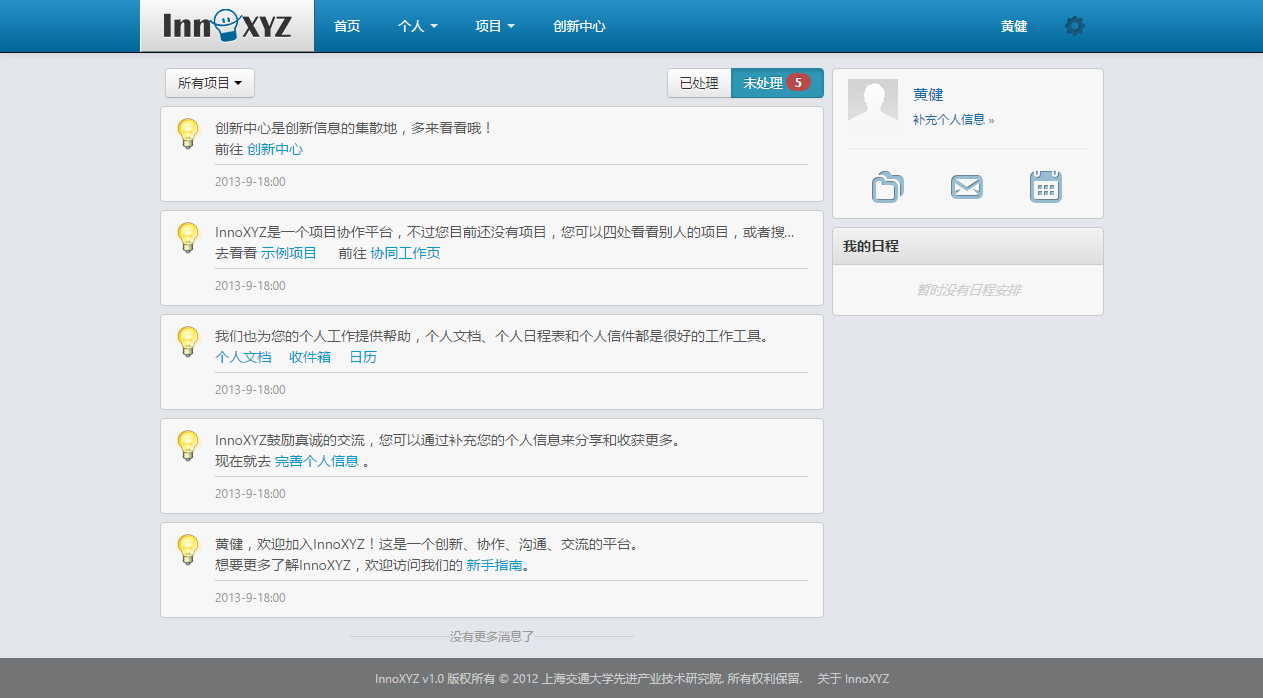 InnoXYZ 首页 个人 项目 创新中心 黄健
所有项目 已处理 未处理 5
创新中心是创新信息的集散地，多来看看哦！
前往 创新中心
2013-9-18:00
InnoXYZ是一个项目协作平台，不过您目前还没有项目，您可以四处看看别人的项目，或者搜...
去看看 示例项目 前往 协同工作页
2013-9-18:00
我们也为您的个人工作提供帮助，个人文档、个人日程表和个人信件都是很好的工作工具。
个人文档 收件箱 日历
2013-9-18:00
InnoXYZ鼓励真诚的交流，您可以通过补充您的个人信息来分享和收获更多。
现在就去 完善个人信息 。
2013-9-18:00
黄健，欢迎加入InnoXYZ！这是一个创新、协作、沟通、交流的平台。
想要更多了解InnoXYZ，欢迎访问我们的 新手指南。
2013-9-18:00
没有更多消息了
黄健
补充个人信息 »
我的日程
暂时没有日程安排
InnoXYZ v1.0 版权所有 © 2012 上海交通大学先进产业技术研究院. 所有权利保留. 关于 InnoXYZ